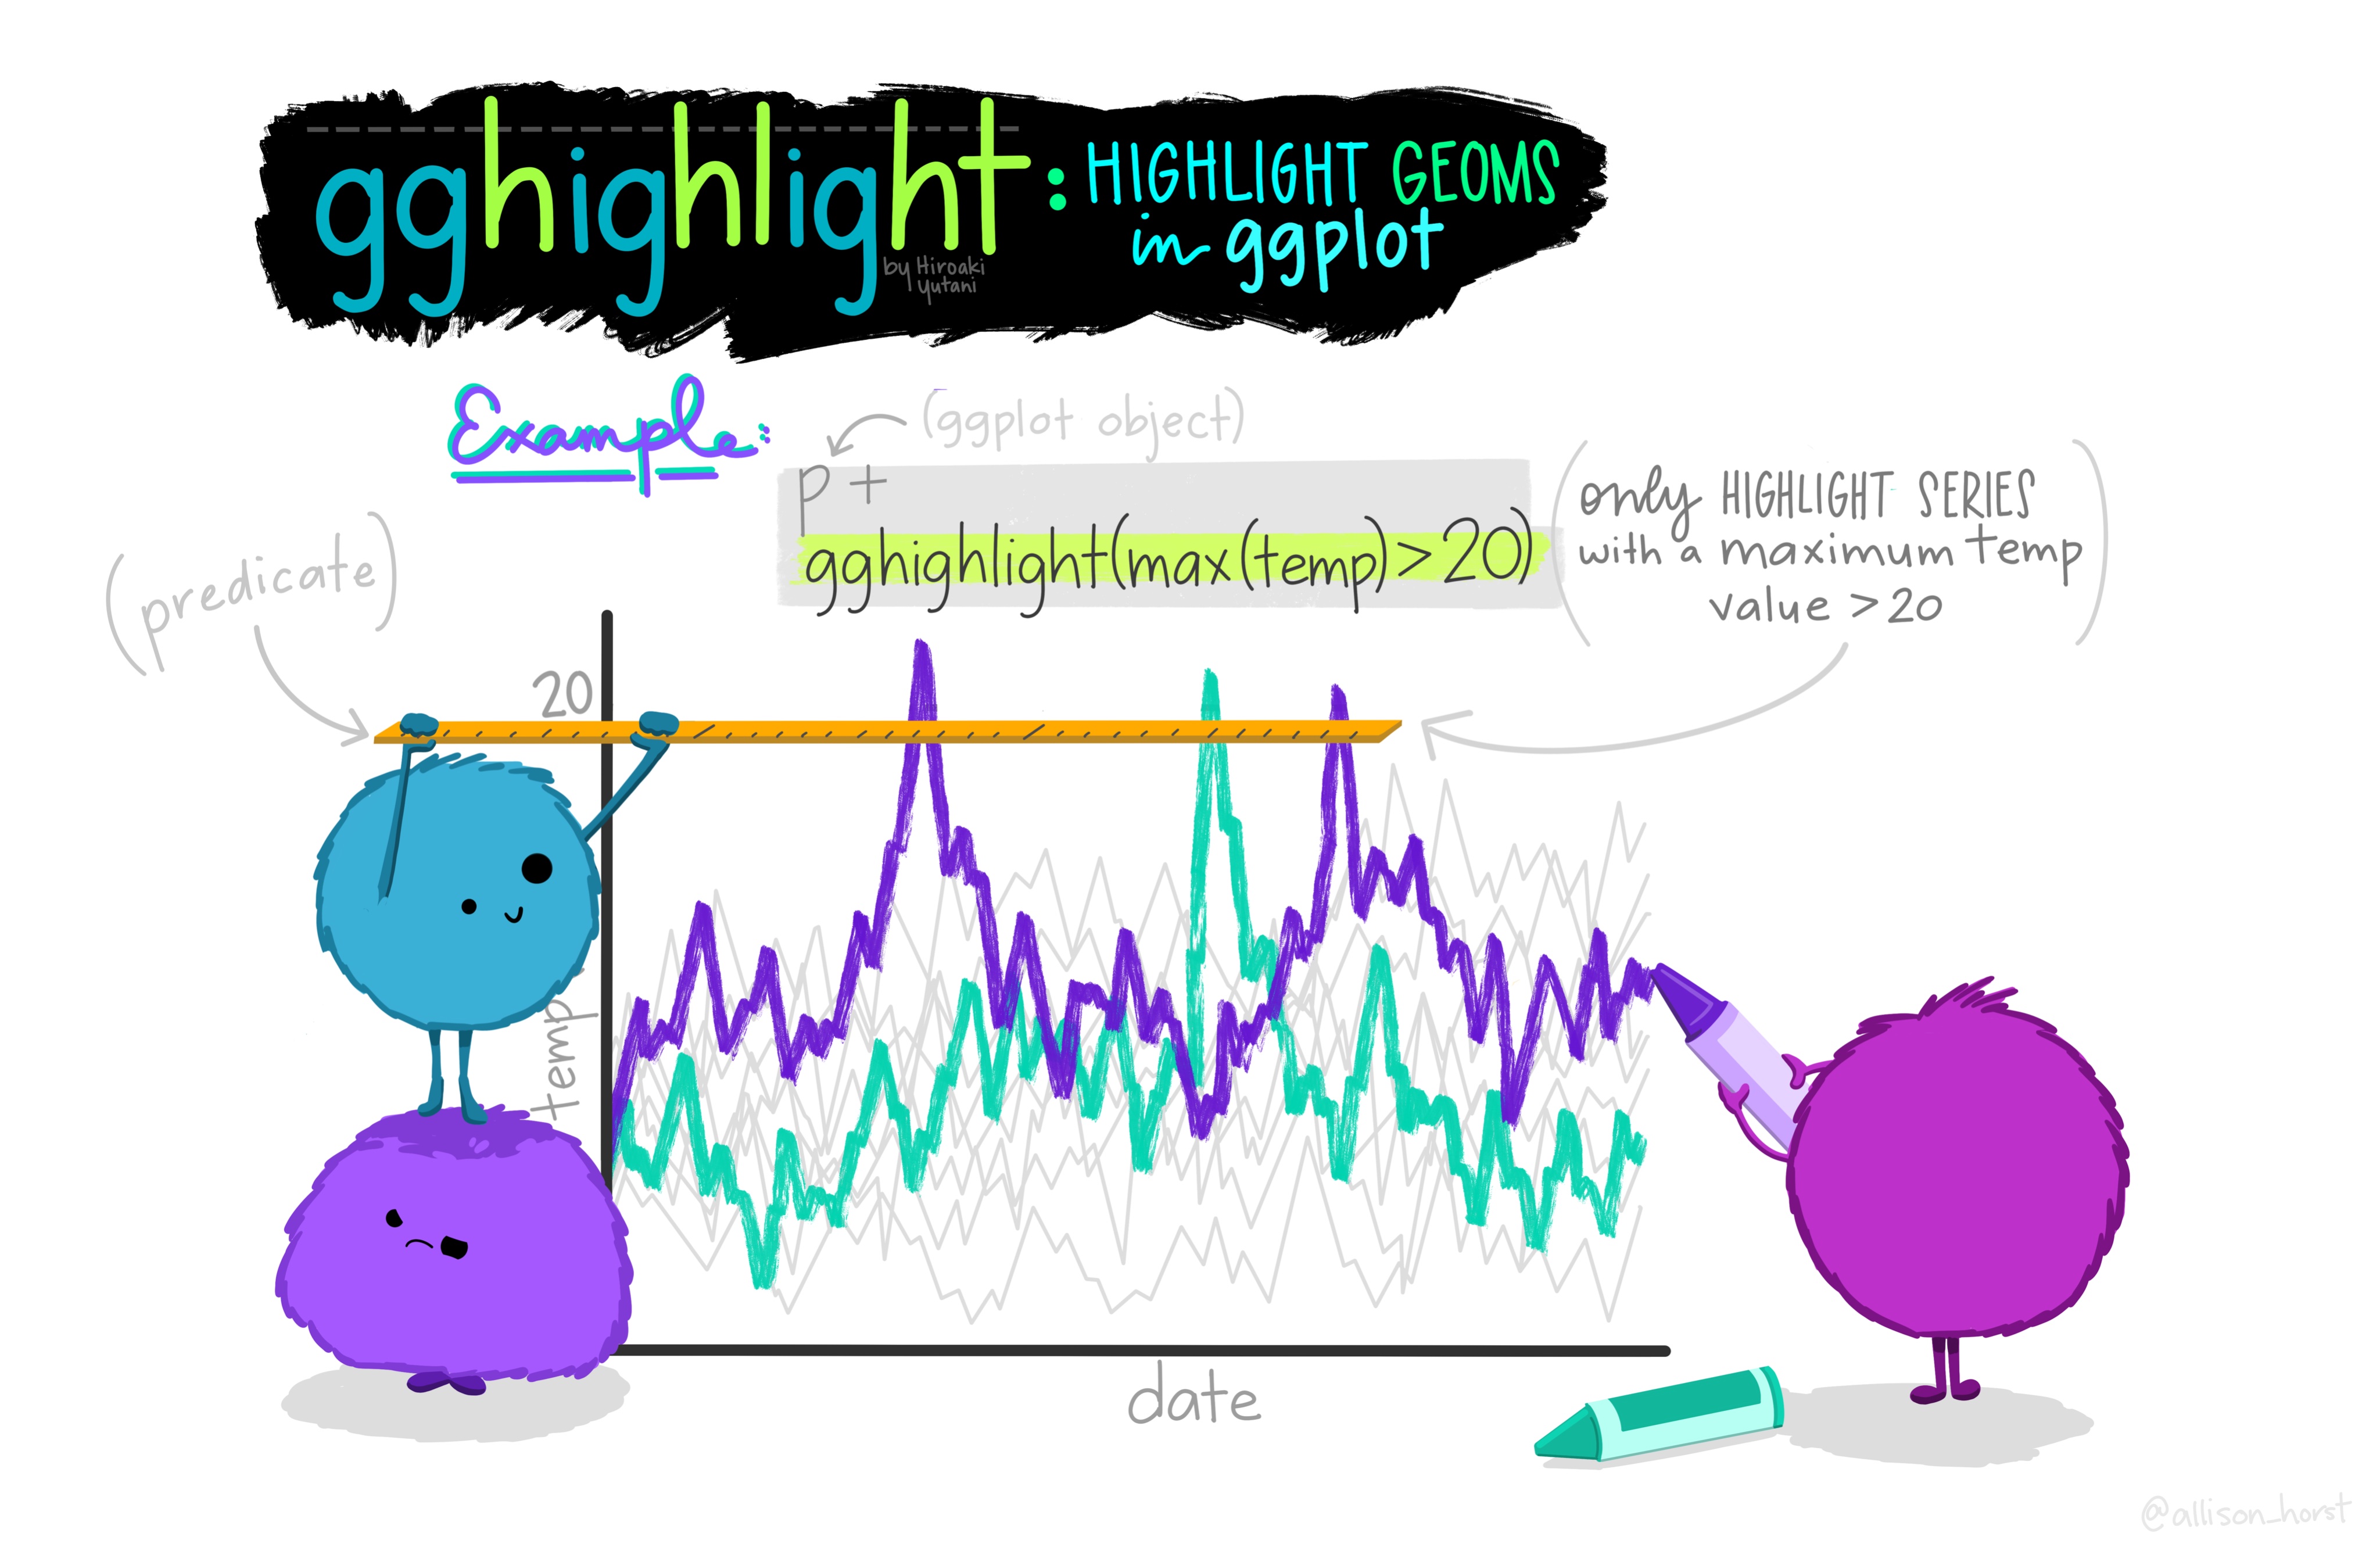 gghighlight:
by Hiroaki
Yutani
HIGHLIGHT GEOMS
in ggplot
Example:
(ggplot object)
p +
gghighlight(max(temp)>20)
(only HIGHLIGHT SERIES
with a maximum temp
value >20)
(predicate)
20
temp
date
@allison_horst